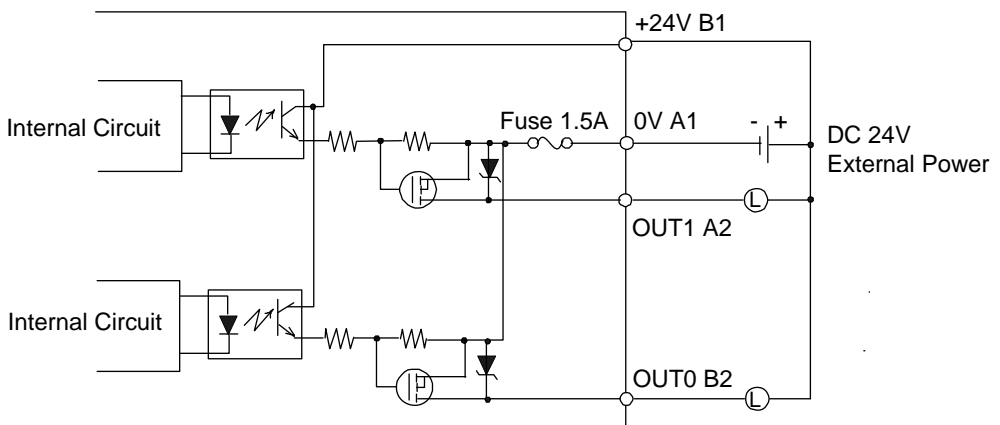 +24V B1
Internal Circuit
Fuse 1.5A
0V A1
- +
DC 24V
External Power
L
OUT1 A2
Internal Circuit
OUT0 B2
L